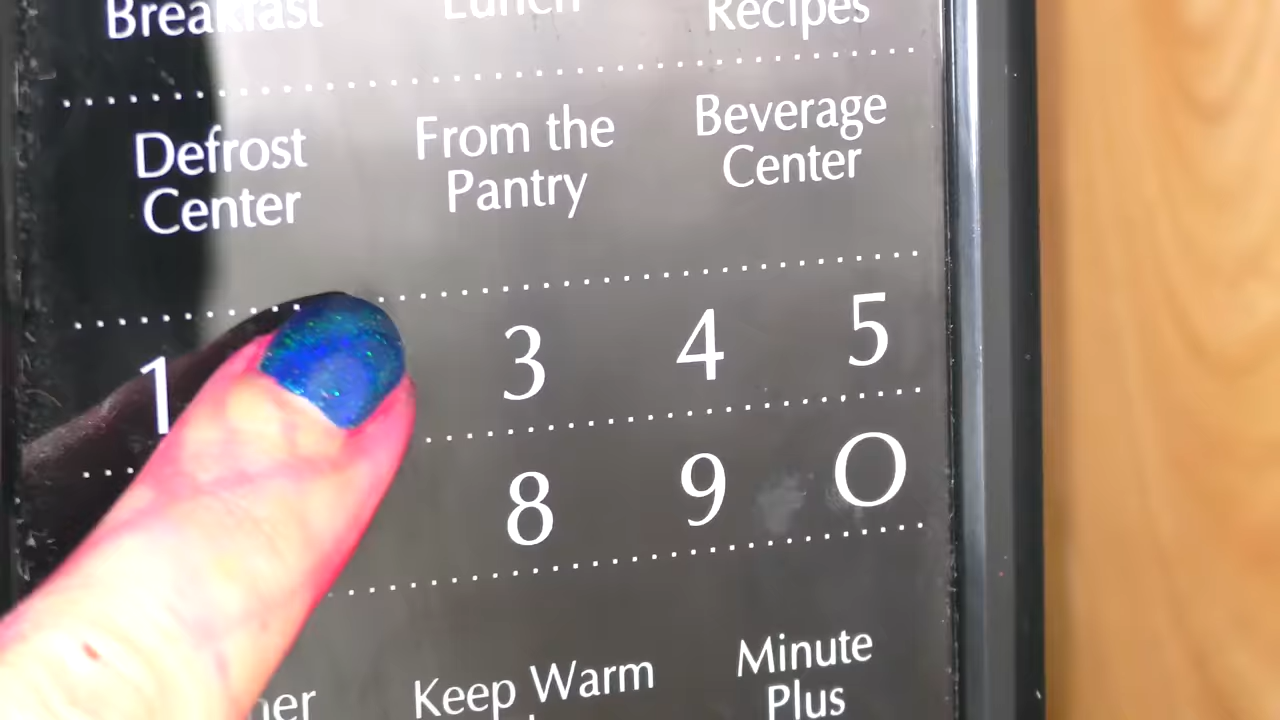 Breakfast Lunch Recipes
Defrost From the Beverage
Center Pantry Center
1 3 4 5
8 9 0
Keep Warm Minute
Plus